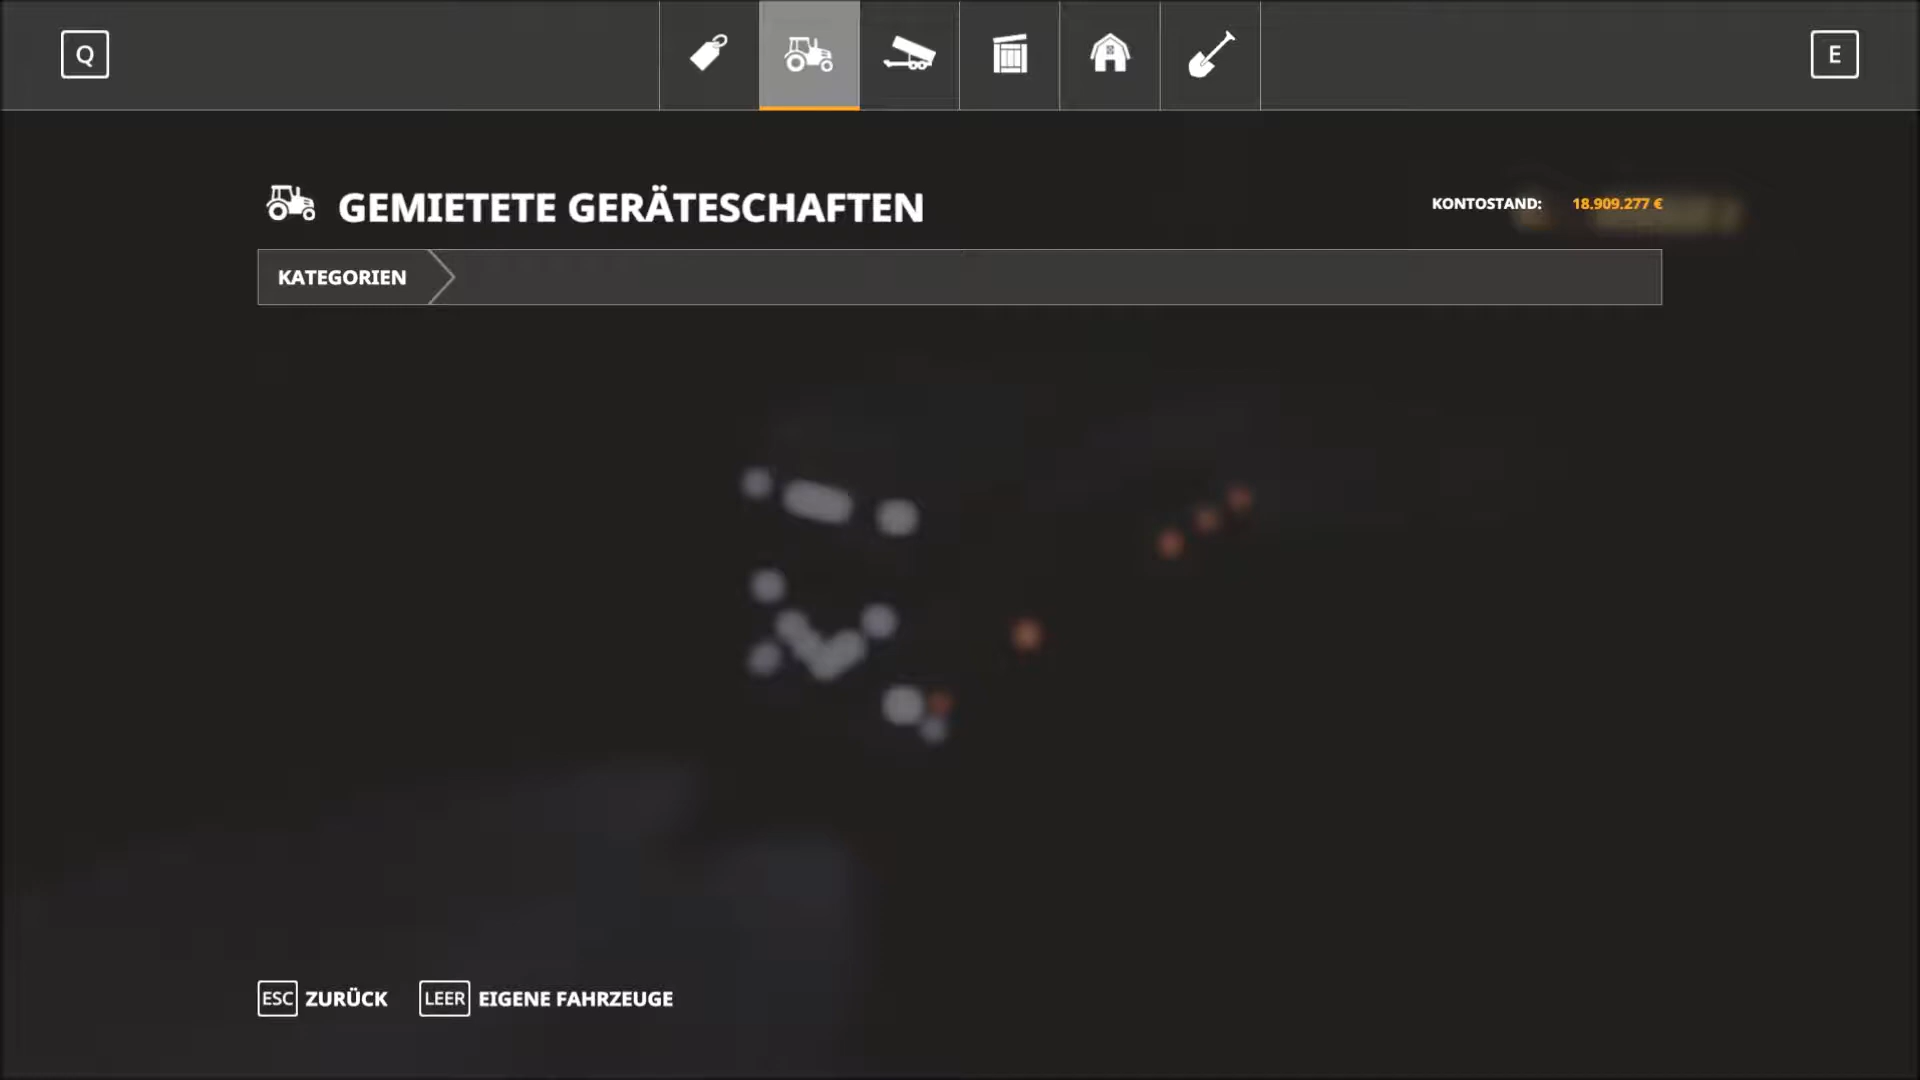 Q
E
GEMIETETE GERÄTESCHAFTEN
KONTOSTAND: 18.909.277 €
KATEGORIEN
ESC ZURÜCK LEER EIGENE FAHRZEUGE